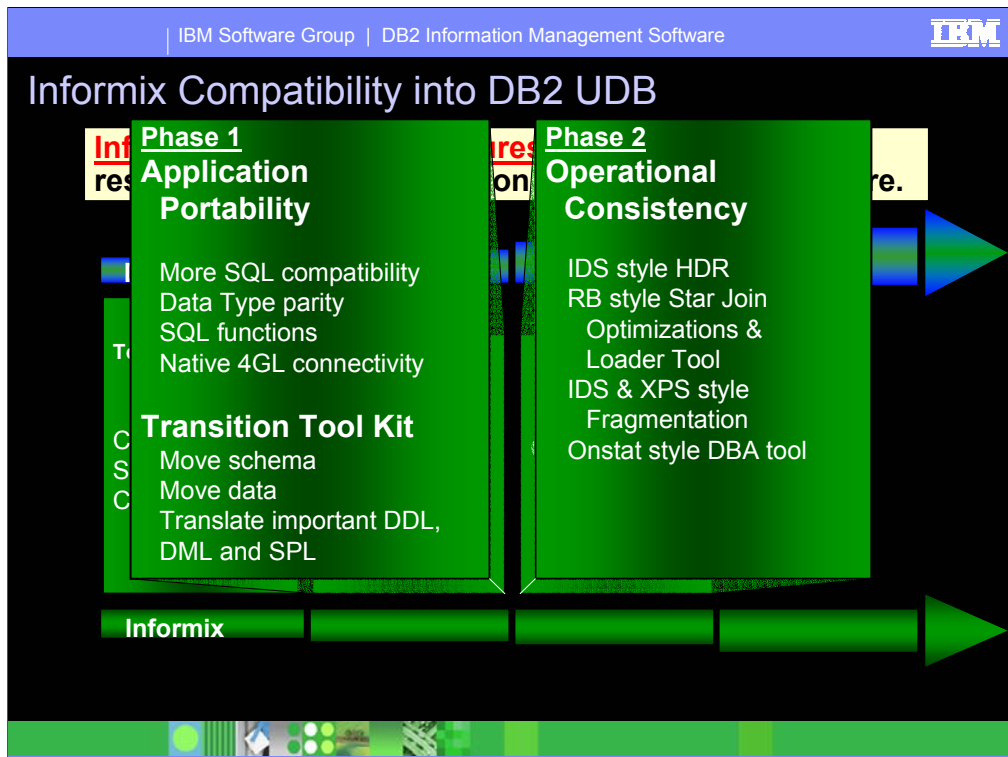 IBM Software Group | DB2 Information Management Software
IBM
Informix Compatibility into DB2 UDB
Phase 1
Application
Portability
More SQL compatibility
Data Type parity
SQL functions
Native 4GL connectivity
Transition Tool Kit
Move schema
Move data
Translate important DDL,
DML and SPL
Phase 2
Operational
Consistency
IDS style HDR
RB style Star Join
Optimizations &
Loader Tool
IDS & XPS style
Fragmentation
Onstat style DBA tool
Informix